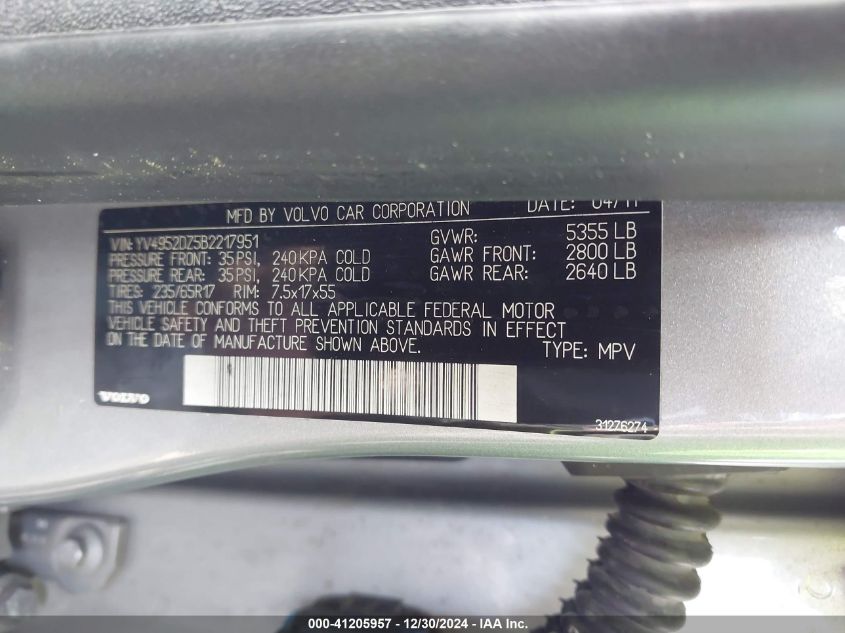 MFD BY VOLVO CAR CORPORATION DATE: 04/11
VIN: YV4952DZ5B2217951 GVWR: 5355 LB
PRESSURE FRONT: 35 PSI, 240 KPA COLD GAWR FRONT: 2800 LB
PRESSURE REAR: 35 PSI, 240 KPA COLD GAWR REAR: 2640 LB
TIRES: 235/65R17 RIM: 7.5x17x55
THIS VEHICLE CONFORMS TO ALL APPLICABLE FEDERAL MOTOR
VEHICLE SAFETY AND THEFT PREVENTION STANDARDS IN EFFECT
ON THE DATE OF MANUFACTURE SHOWN ABOVE. TYPE: MPV
VOLVO
31276274
000-41205957 - 12/30/2024 - IAA Inc.